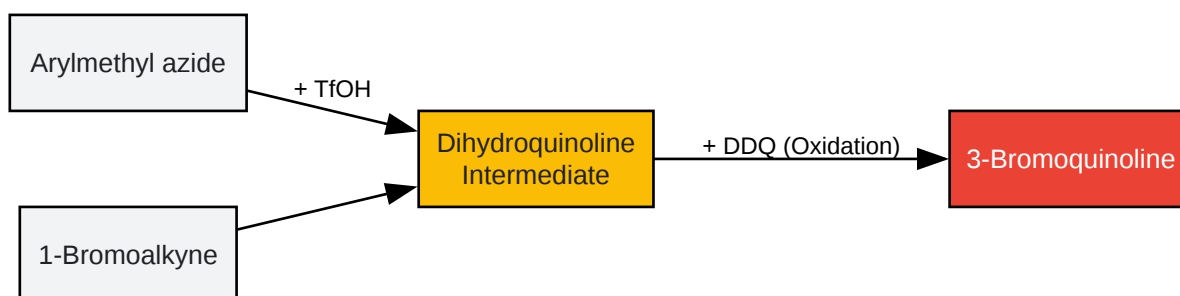 Arylmethyl azide
+ TfOH
Dihydroquinoline
Intermediate
+ DDQ (Oxidation)
3-Bromoquinoline
1-Bromoalkyne